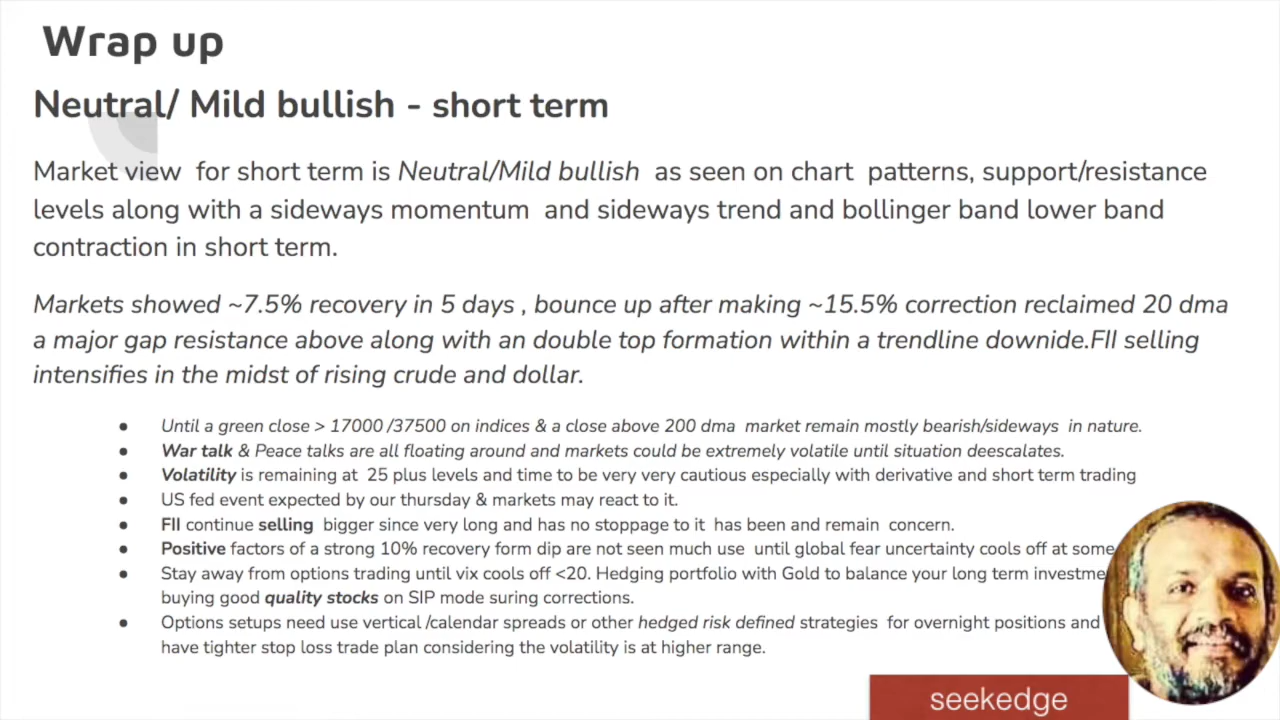 Wrap up
Neutral/ Mild bullish - short term
Market view for short term is Neutral/Mild bullish as seen on chart patterns, support/resistance
levels along with a sideways momentum and sideways trend and bollinger band lower band
contraction in short term.
Markets showed ~7.5% recovery in 5 days , bounce up after making ~15.5% correction reclaimed 20 dma
a major gap resistance above along with an double top formation within a trendline downide.FII selling
intensifies in the midst of rising crude and dollar.
● Until a green close > 17000 /37500 on indices & a close above 200 dma market remain mostly bearish/sideways in nature.
● War talk & Peace talks are all floating around and markets could be extremely volatile until situation deescalates.
● Volatility is remaining at 25 plus levels and time to be very very cautious especially with derivative and short term trading
● US fed event expected by our thursday & markets may react to it.
● FII continue selling bigger since very long and has no stoppage to it has been and remain concern.
● Positive factors of a strong 10% recovery form dip are not seen much use until global fear uncertainty cools off at some
● Stay away from options trading until vix cools off <20. Hedging portfolio with Gold to balance your long term
buying good quality stocks on SIP mode suring corrections.
● Options setups need use vertical /calendar spreads or other hedged risk defined strategies for overnight positions and
have tighter stop loss trade plan considering the volatility is at higher range.
seekedge